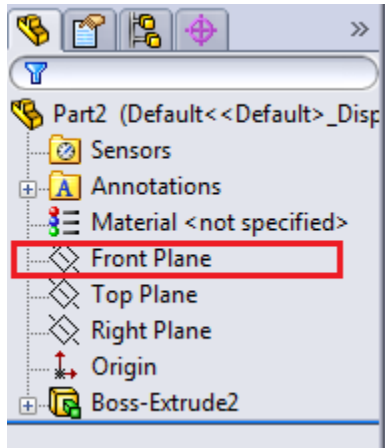 Part2 (Default<<Default>_Disp
Sensors
Annotations
Material <not specified>
Front Plane
Top Plane
Right Plane
Origin
Boss-Extrude2